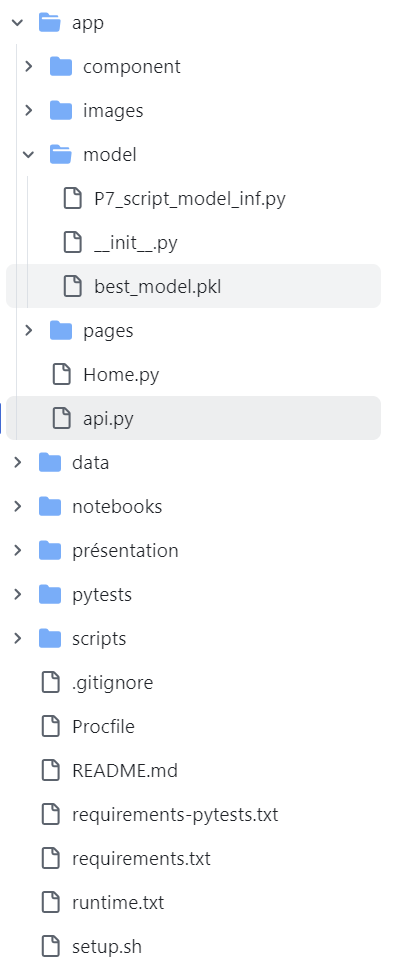 app
component
images
model
P7_script_model_inf.py
__init__.py
best_model.pkl
pages
Home.py
api.py
data
notebooks
présentation
pytests
scripts
.gitignore
Procfile
README.md
requirements-pytests.txt
requirements.txt
runtime.txt
setup.sh